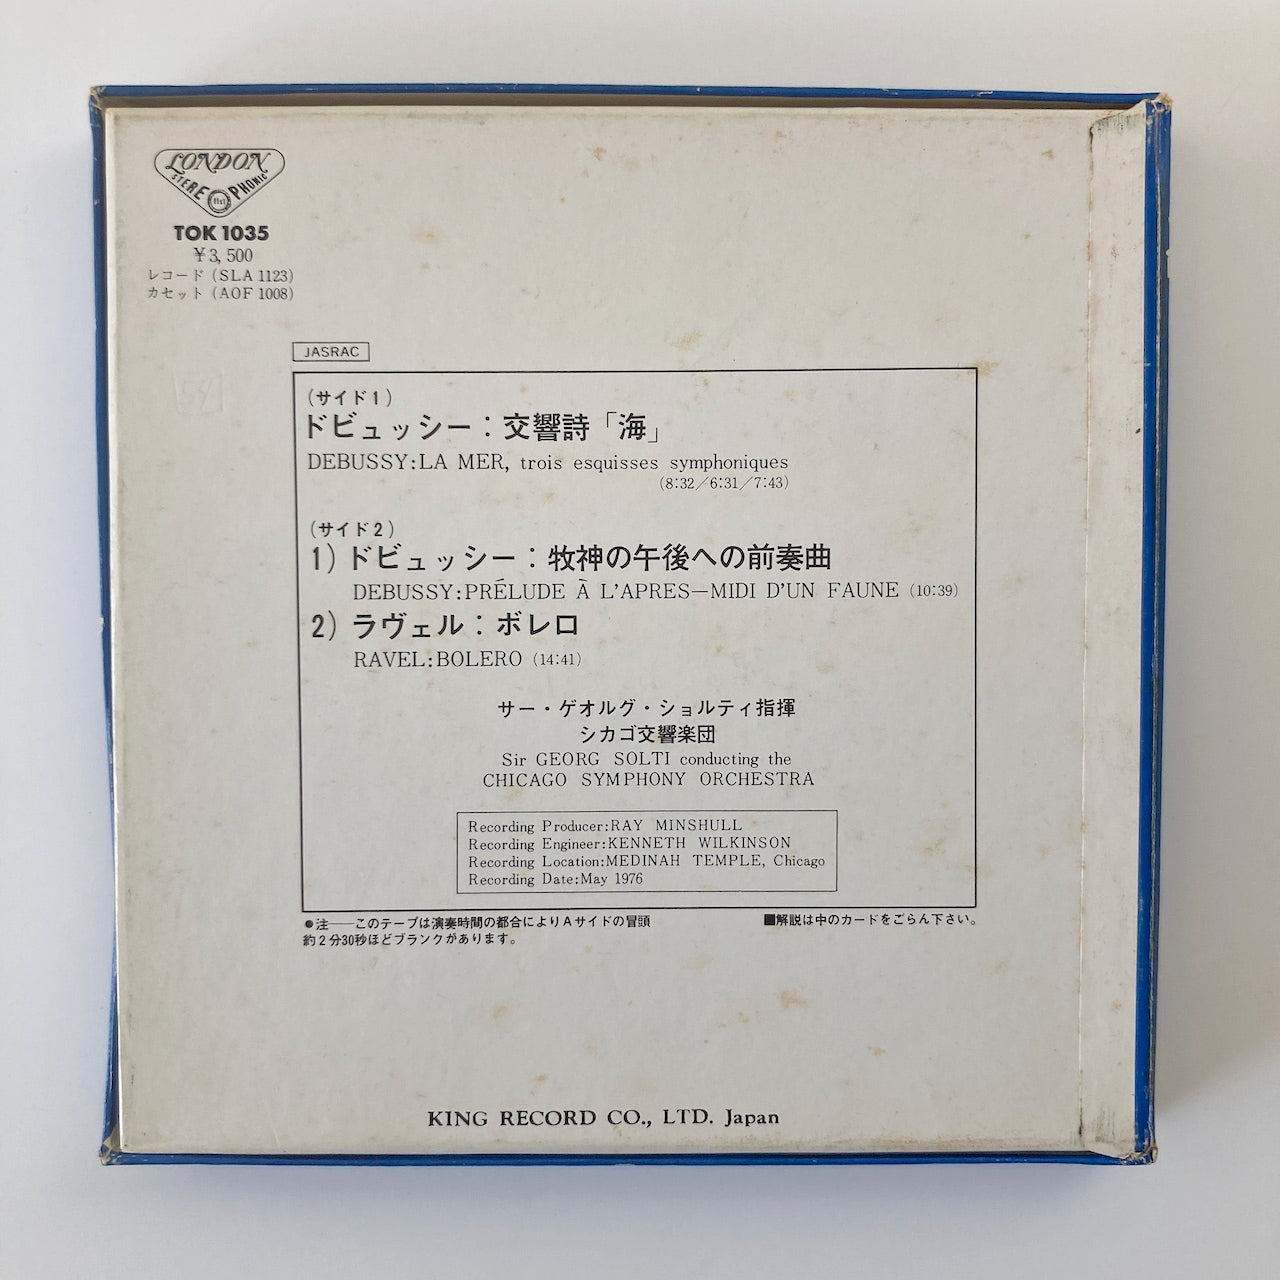 LONDON
STEREOPHONIC
TOK 1035
¥3,500
レコード (SLA 1123)
カセット (AOF 1008)
JASRAC
(サイド1)
ドビュッシー：交響詩「海」
DEBUSSY:LA MER, trois esquisses symphoniques
(8:32/6:31/7:43)
(サイド2)
1) ドビュッシー：牧神の午後への前奏曲
DEBUSSY:PRÉLUDE À L'APRES—MIDI D'UN FAUNE (10:39)
2) ラヴェル：ボレロ
RAVEL:BOLERO (14:41)
サー・ゲオルグ・ショルティ指揮
シカゴ交響楽団
Sir GEORG SOLTI conducting the
CHICAGO SYMPHONY ORCHESTRA
Recording Producer:RAY MINSHULL
Recording Engineer:KENNETH WILKINSON
Recording Location:MEDINAH TEMPLE, Chicago
Recording Date:May 1976
●注——このテープは演奏時間の都合によりAサイドの冒頭
約2分30秒ほどブランクがあります。
■解説は中のカードをごらん下さい。
KING RECORD CO., LTD. Japan